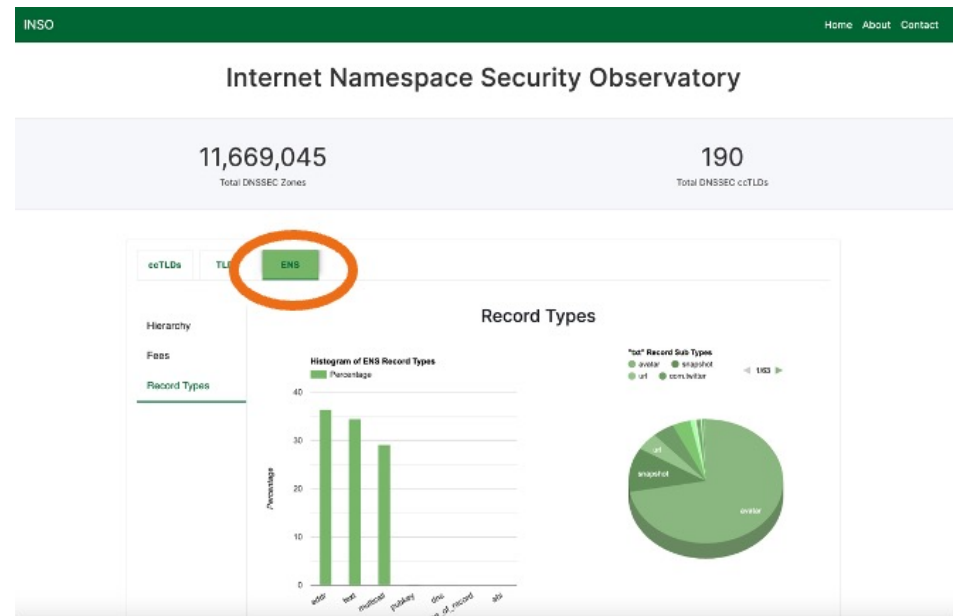 INSO
Home About Contact
Internet Namespace Security Observatory
11,669,045
Total DNSSEC Zones
190
Total DNSSEC ccTLDs
ccTLDs
ENS
Hierarchy
Fees
Record Types
Record Types
Histogram of ENS Record Types
Percentage
Percentage
40
30
20
10
0
addr
text
multicoin
pubkey
dns
of_record
abi
"txt" Record Sub Types
avatar snapshot
url com.twitter
1/63
url
snapshot
avatar